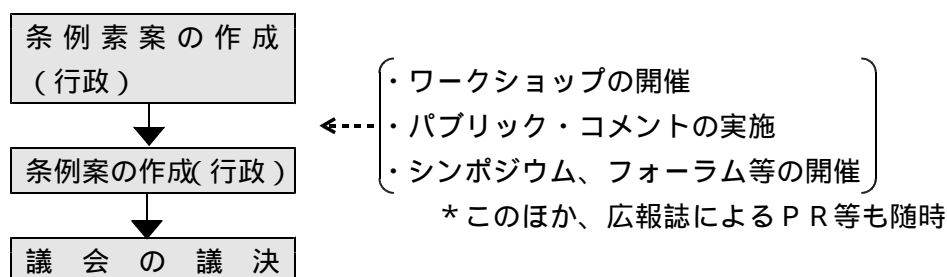 条例素案の作成
(行政)
・ワークショップの開催
・パブリック・コメントの実施
条例案の作成(行政)
・シンポジウム、フォーラム等の開催
*このほか、広報誌によるPR等も随時
議会の議決